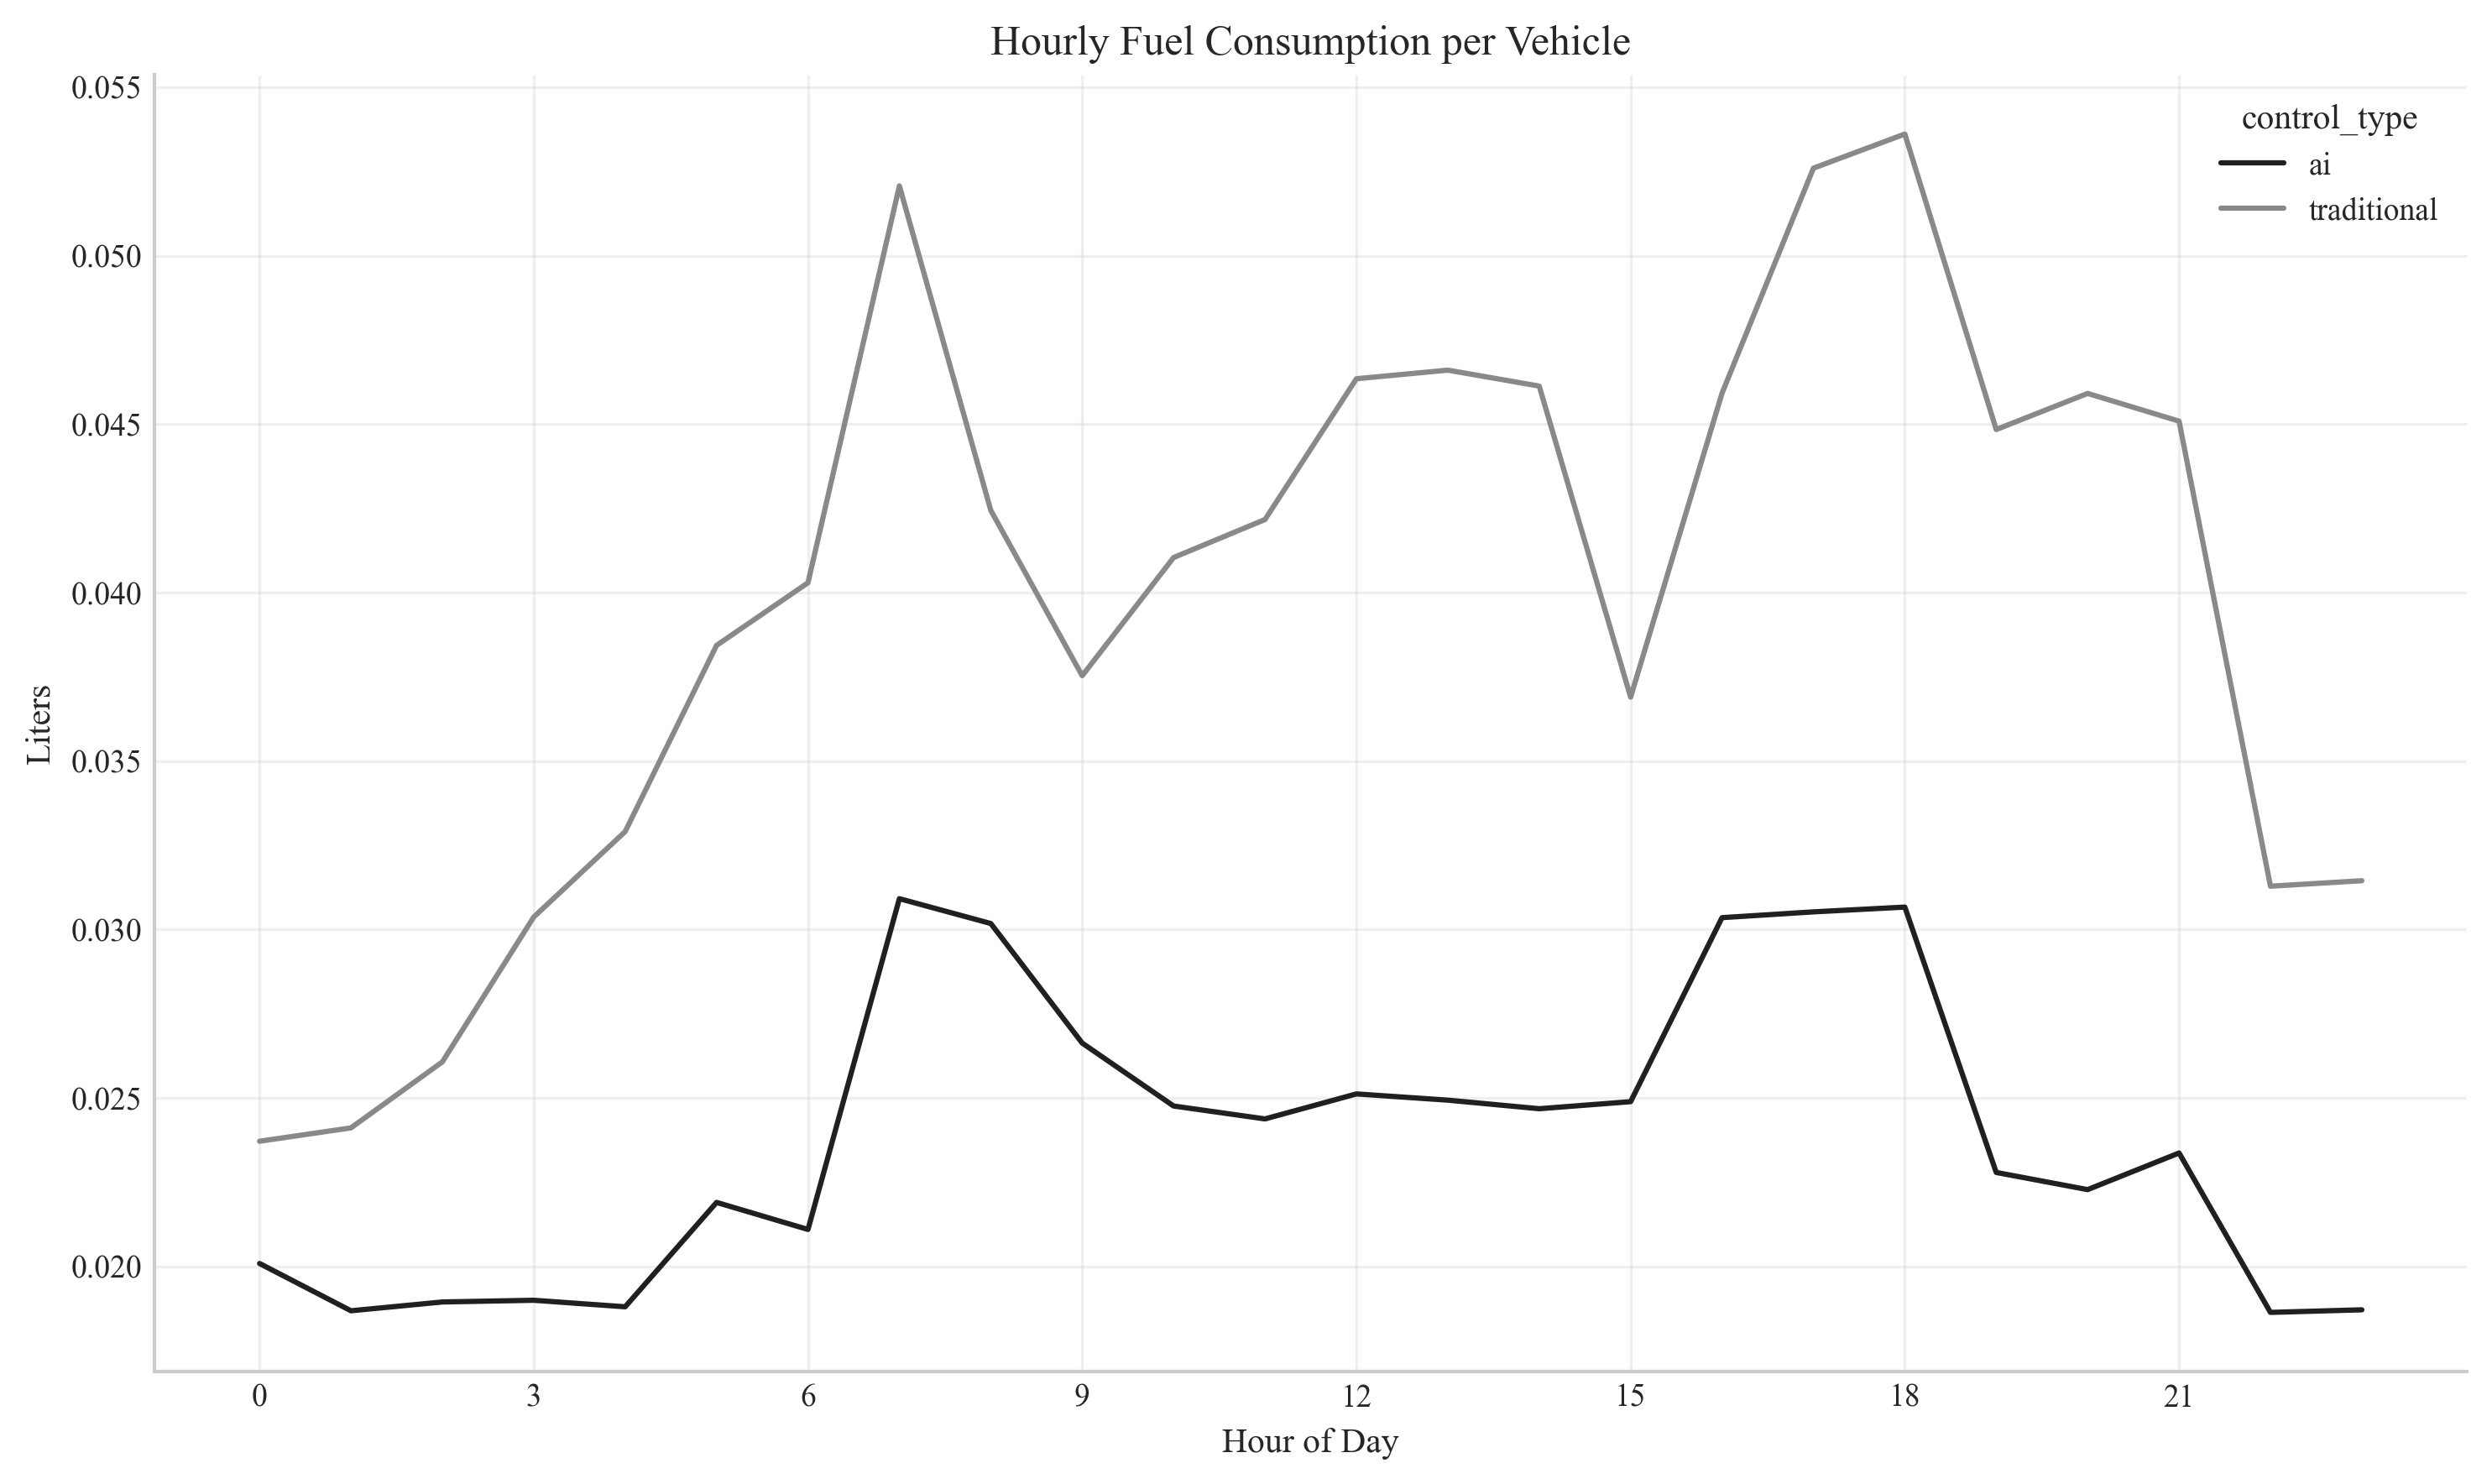 Hourly Fuel Consumption per Vehicle
0.055
0.050
0.045
0.040
0.035
0.030
0.025
0.020
Liters
control_type
ai
traditional
0 3 6 9 12 15 18 21
Hour of Day